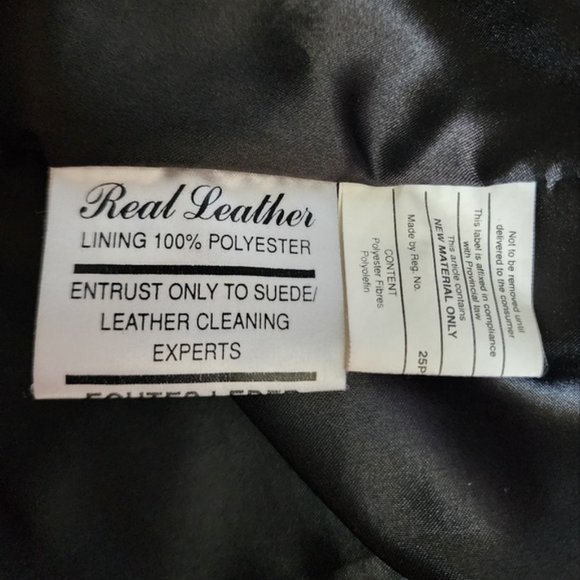 Real Leather
LINING 100% POLYESTER
ENTRUST ONLY TO SUEDE/
LEATHER CLEANING
EXPERTS
Not to be removed until
delivered to the consumer
This label is affixed in compliance
with Provincial law
This article contains
NEW MATERIAL ONLY
Made by Reg. No.
25P
CONTENT
Polyester Fibres
Polyolefin